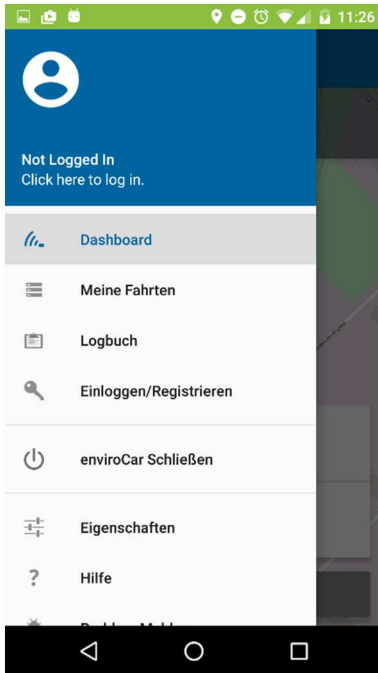 11:26
Not Logged In
Click here to log in.
Dashboard
Meine Fahrten
Logbuch
Einloggen/Registrieren
enviroCar Schließen
Eigenschaften
? Hilfe